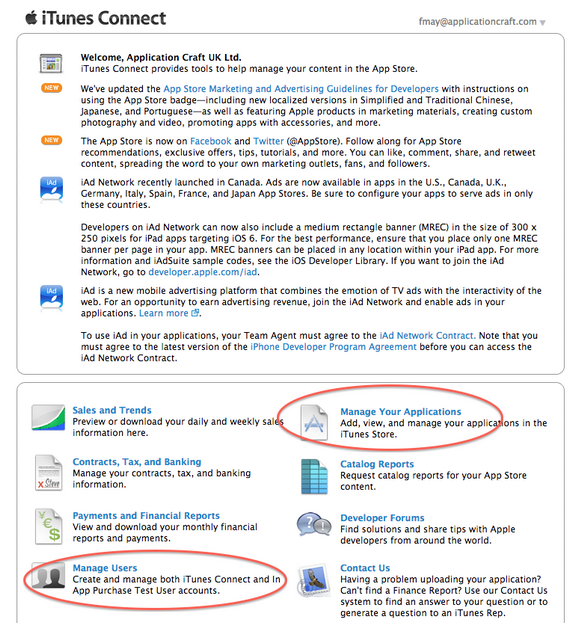 iTunes Connect
fmay@applicationcraft.com
Welcome, Application Craft UK Ltd.
iTunes Connect provides tools to help manage your content in the App Store.
NEW
We've updated the App Store Marketing and Advertising Guidelines for Developers with instructions on
using the App Store badge—including new localized versions in Simplified and Traditional Chinese,
Japanese, and Portuguese—as well as featuring Apple products in marketing materials, creating custom
photography and video, promoting apps with accessories, and more.
NEW
The App Store is now on Facebook and Twitter (@AppStore). Follow along for App Store
recommendations, exclusive offers, tips, tutorials, and more. You can like, comment, share, and retweet
content, spreading the word to your own marketing outlets, fans, and followers.
iAd
iAd Network recently launched in Canada. Ads are now available in apps in the U.S., Canada, U.K.,
Germany, Italy, Spain, France, and Japan App Stores. Be sure to configure your apps to serve ads in only
these countries.
Developers on iAd Network can now also include a medium rectangle banner (MREC) in the size of 300 x
250 pixels for iPad apps targeting iOS 6. For the best performance, ensure that you place only one MREC
banner per page in your app. MREC banners can be placed in any location within your iPad app. For more
information and iAdSuite sample codes, see the iOS Developer Library. If you want to join the iAd
Network, go to developer.apple.com/iad.
iAd
iAd is a new mobile advertising platform that combines the emotion of TV ads with the interactivity of the
web. For an opportunity to earn advertising revenue, join the iAd Network and enable ads in your
applications. Learn more.
To use iAd in your applications, your Team Agent must agree to the iAd Network Contract. Note that you
must agree to the latest version of the iPhone Developer Program Agreement before you can access the
iAd Network Contract.
Sales and Trends
Preview or download your daily and weekly sales
information here.
Manage Your Applications
Add, view, and manage your applications in the
iTunes Store.
Contracts, Tax, and Banking
Manage your contracts, tax, and banking
information.
Catalog Reports
Request catalog reports for your App Store
content.
Payments and Financial Reports
View and download your monthly financial
reports and payments.
Developer Forums
Find solutions and share tips with Apple
developers from around the world.
Manage Users
Create and manage both iTunes Connect and In
App Purchase Test User accounts.
Contact Us
Having a problem uploading your application?
Can't find a Finance Report? Use our Contact Us
system to find an answer to your question or to
generate a question to an iTunes Rep.